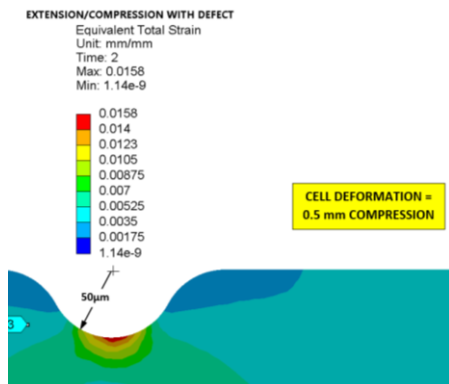 EXTENSION/COMPRESSION WITH DEFECT
Equivalent Total Strain
Unit: mm/mm
Time: 2
Max: 0.0158
Min: 1.14e-9
0.0158
0.014
0.0123
0.0105
0.00875
0.007
0.00525
0.0035
0.00175
1.14e-9
CELL DEFORMATION =
0.5 mm COMPRESSION
50µm
3